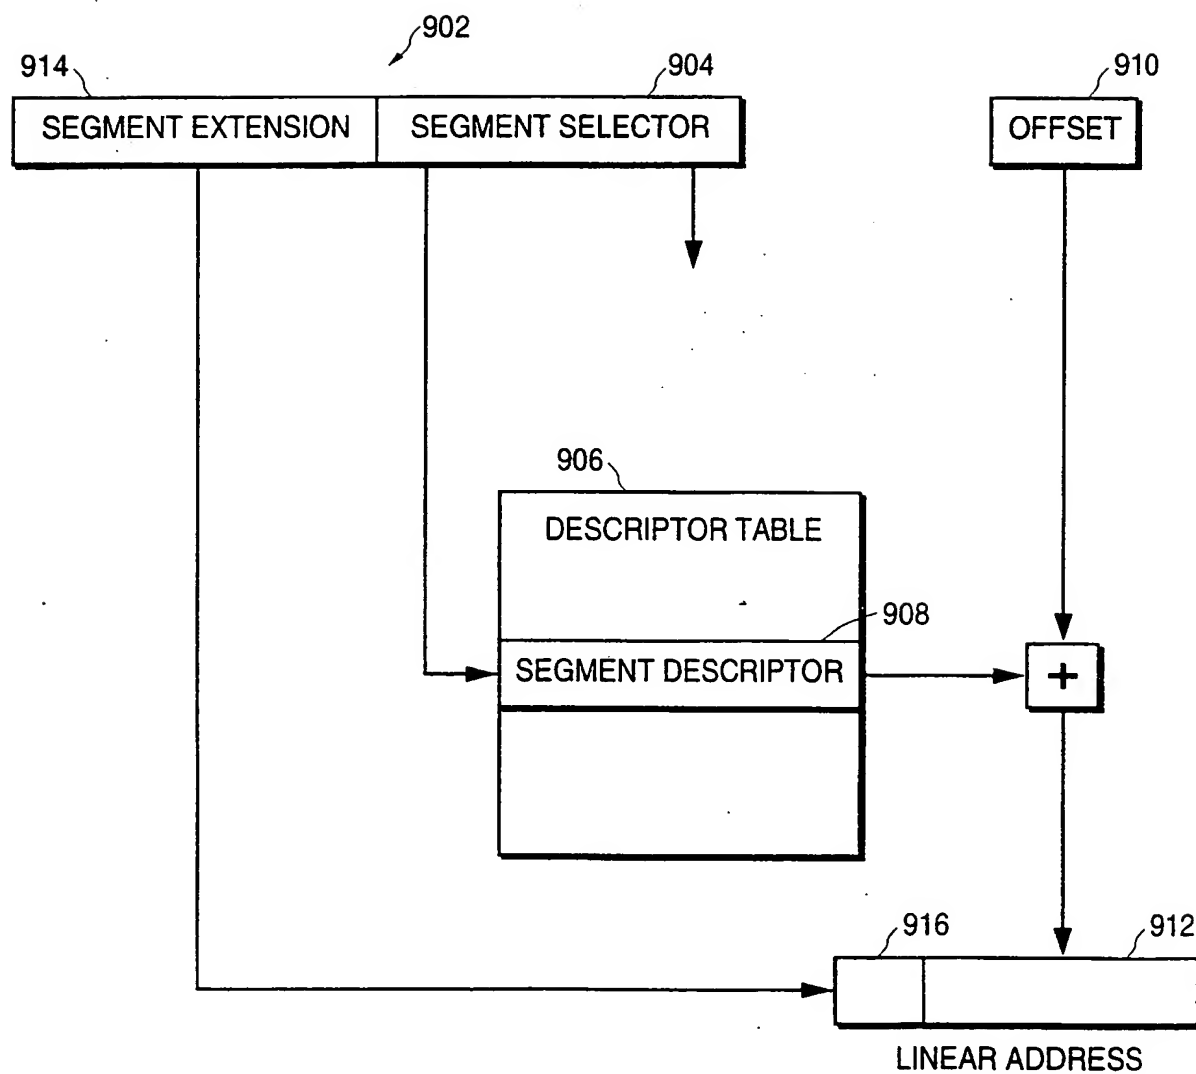 902
914
904
910
SEGMENT EXTENSION
SEGMENT SELECTOR
OFFSET
906
DESCRIPTOR TABLE
908
SEGMENT DESCRIPTOR
+
916
912
LINEAR ADDRESS